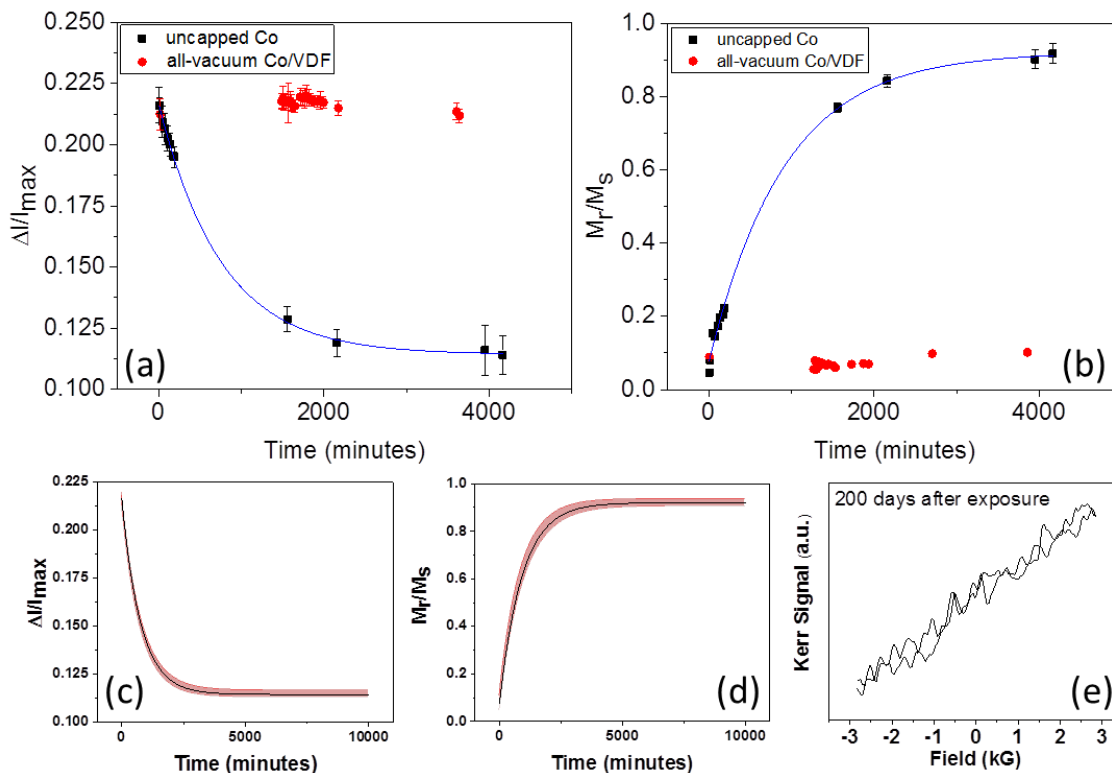 (a)
uncapped Co
all-vacuum Co/VDF
0.225
0.200
0.175
0.150
0.125
0.100
ΔI/Imax
0 2000 4000
Time (minutes)
(b)
uncapped Co
all-vacuum Co/VDF
1.0
0.8
0.6
0.4
0.2
0.0
Mr/Ms
0 2000 4000
Time (minutes)
(c)
0.225
0.200
0.175
0.150
0.125
0.100
ΔI/Imax
0 5000 10000
Time (minutes)
(d)
1.0
0.8
0.6
0.4
0.2
0.0
Mr/Ms
0 5000 10000
Time (minutes)
200 days after exposure
Kerr Signal (a.u.)
(e)
-3 -2 -1 0 1 2 3
Field (kG)